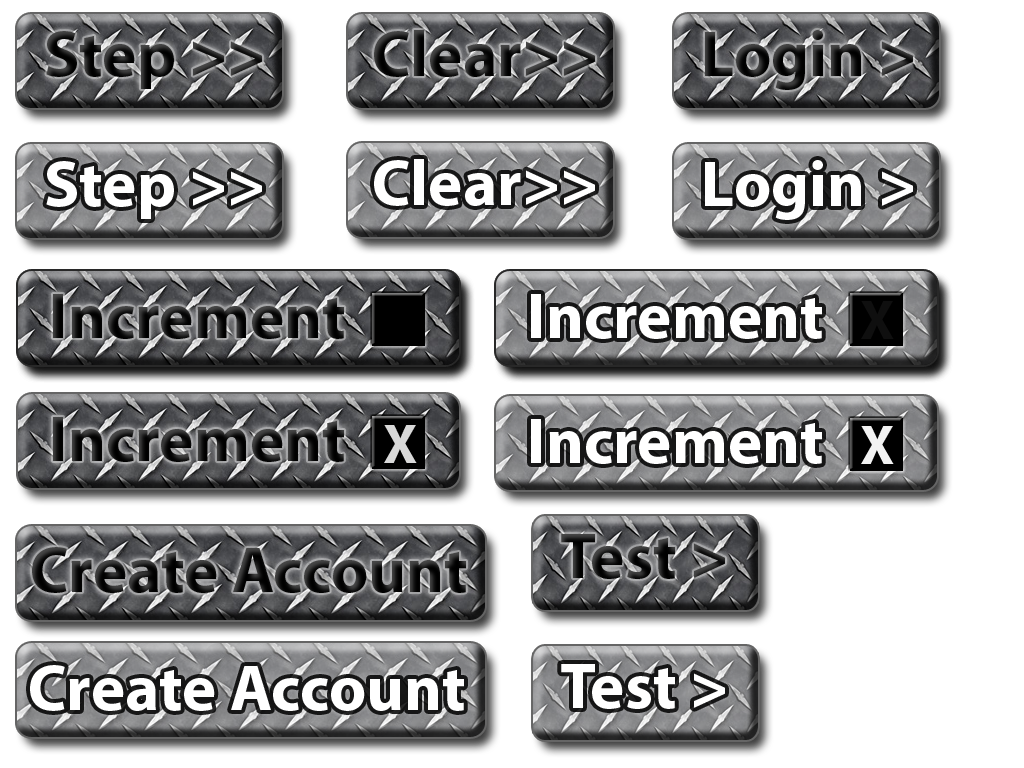 Step >> Clear>> Login >
Step >> Clear>> Login >
Increment Increment X
Increment X Increment X
Create Account Test >
Create Account Test >